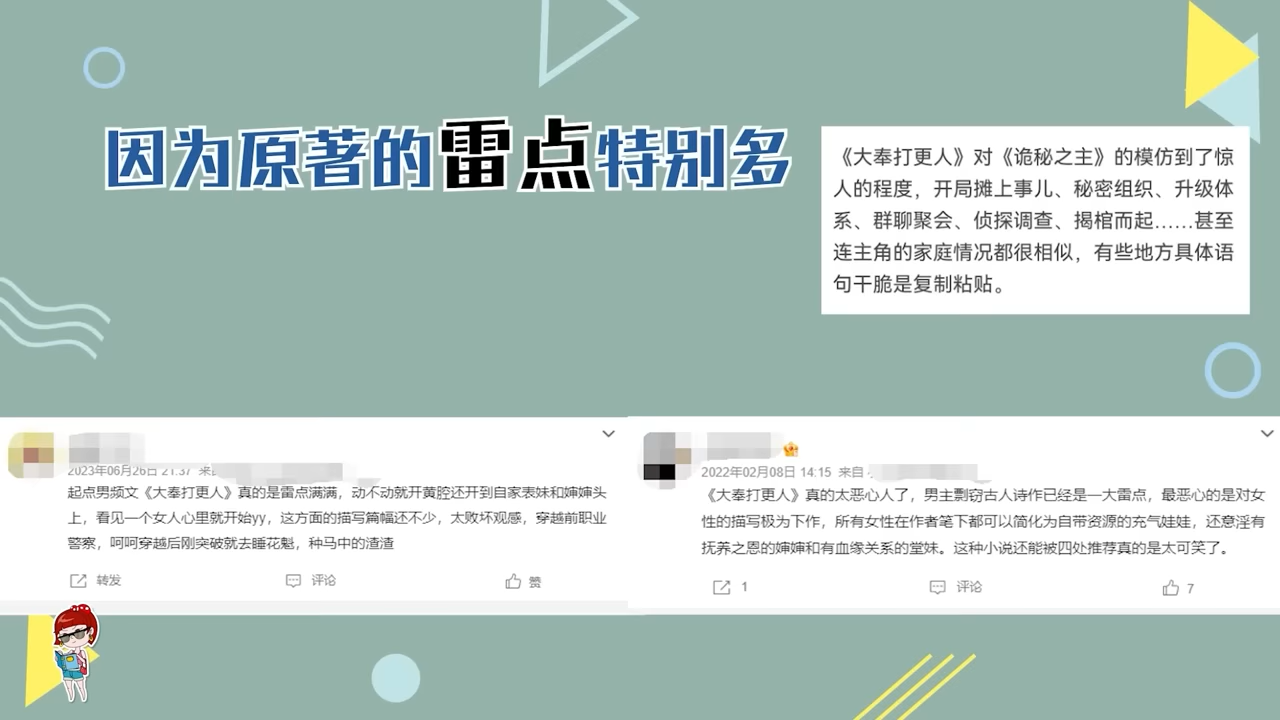 因为原著的雷点特别多
《大奉打更人》对《诡秘之主》的模仿到了惊
人的程度，开局摊上事儿、秘密组织、升级体
系、群聊聚会、侦探调查、揭棺而起……甚至
连主角的家庭情况都很相似，有些地方具体语
句干脆是复制粘贴。
2023年06月26日 21:37 来自
起点男频文《大奉打更人》真的是雷点满满，动不动就开黄腔还开到自家表妹和婶婶头
上，看见一个女人心里就开始yy，这方面的描写篇幅还不少，太败坏观感，穿越前职业
警察，呵呵穿越后刚突破就去睡花魁，种马中的渣渣
转发
评论
赞
2022年02月08日 14:15 来自
《大奉打更人》真的太恶心人了，男主剽窃古人诗作已经是一大雷点，最恶心的是对女
性的描写极为下作，所有女性在作者笔下都可以简化为自带资源的充气娃娃，还意淫有
抚养之恩的婶婶和有血缘关系的堂妹。这种小说还能被四处推荐真的是太可笑了。
1
评论
7